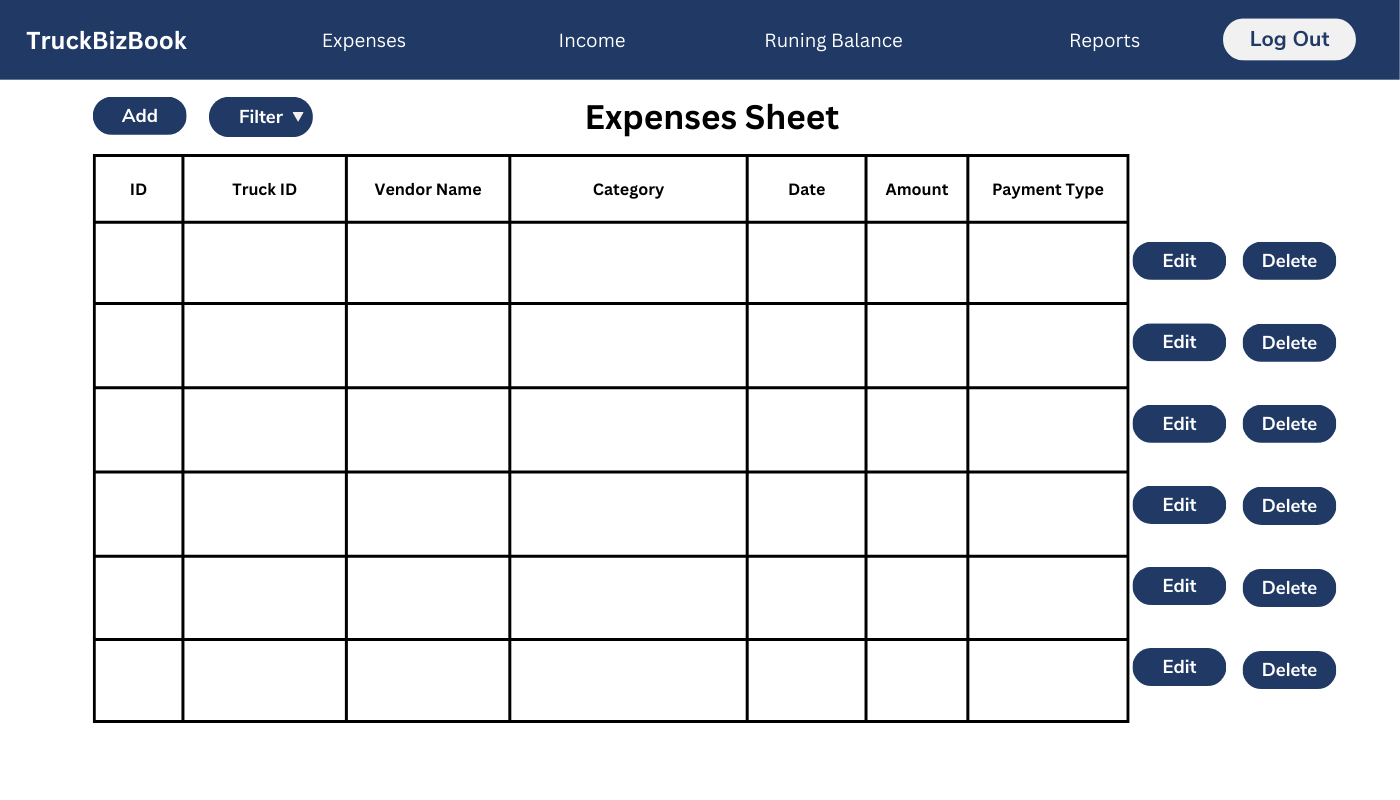 TruckBizBook Expenses Income Runing Balance Reports Log Out
Add Filter ▼ Expenses Sheet
ID Truck ID Vendor Name Category Date Amount Payment Type
Edit Delete
Edit Delete
Edit Delete
Edit Delete
Edit Delete
Edit Delete